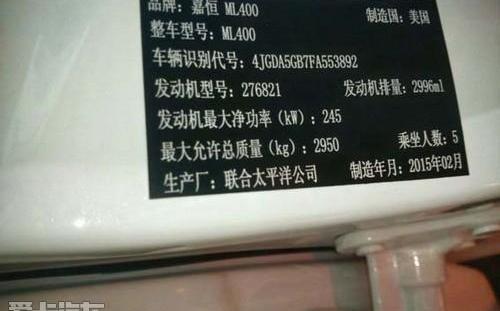 品牌：嘉恒 ML400 制造国：美国
整车型号：ML400
车辆识别代号：4JGDA5GB7FA553892
发动机型号：276821 发动机排量：2996ml
发动机最大净功率（kW）：245
最大允许总质量（kg）：2950 乘坐人数：5
生产厂：联合太平洋公司 制造年月：2015年02月
爱卡汽车